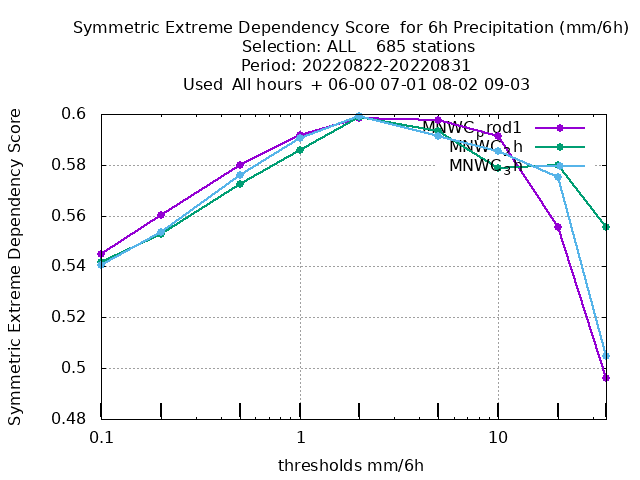 Symmetric Extreme Dependency Score  for 6h Precipitation (mm/6h)
Selection: ALL    685 stations
Period: 20220822-20220831
Used  All hours  + 06-00 07-01 08-02 09-03
Symmetric Extreme Dependency Score
0.6
0.58
0.56
0.54
0.52
0.5
0.48
MNWC_prod1
MNWC_3h
0.1
1
10
thresholds mm/6h